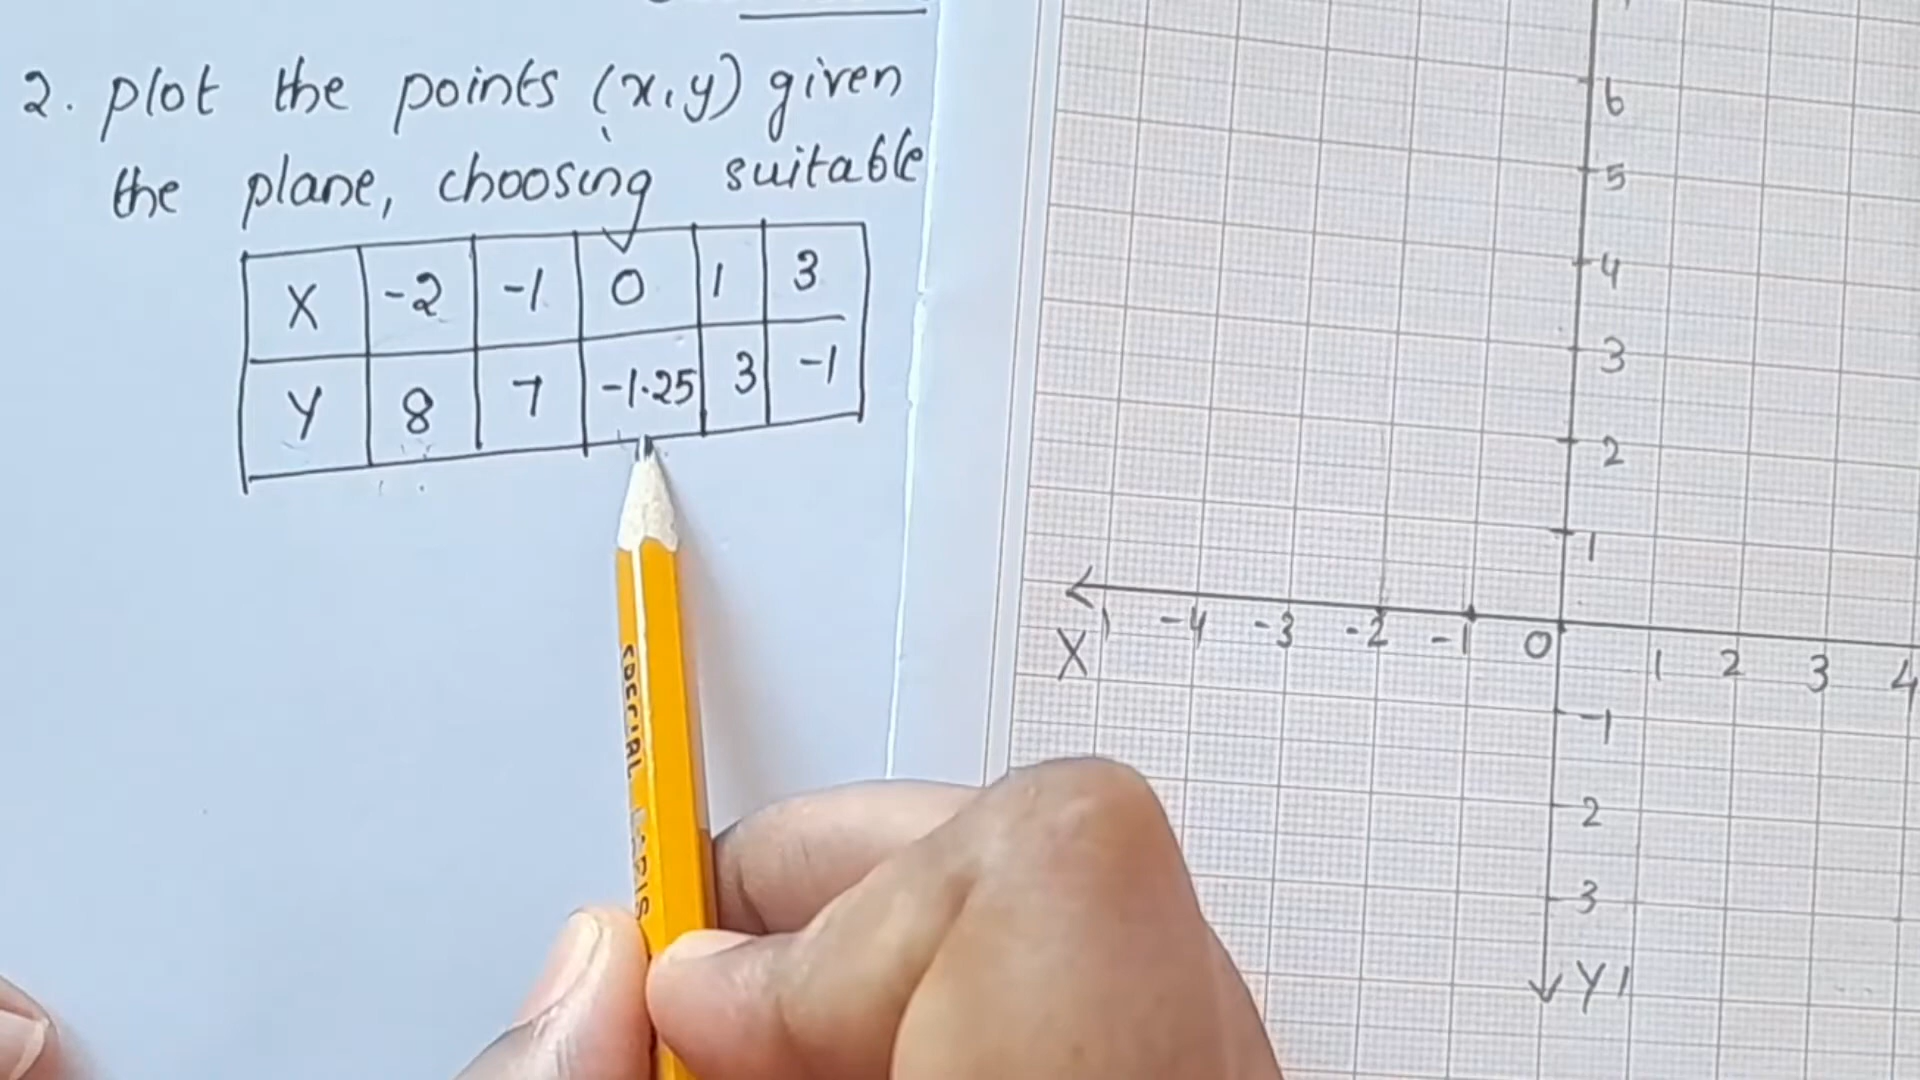 2. plot the points (x,y) given
the plane, choosing suitable
X -2 -1 0 1 3
Y 8 7 -1.25 3 -1
6
5
4
3
2
1
X' -4 -3 -2 -1 0 1 2 3 4
-1
-2
-3
Y'